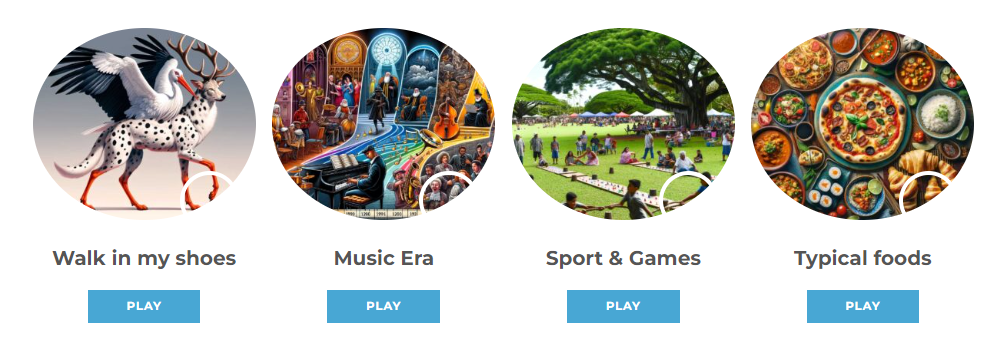 Walk in my shoes
Music Era
Sport & Games
Typical foods
PLAY
PLAY
PLAY
PLAY